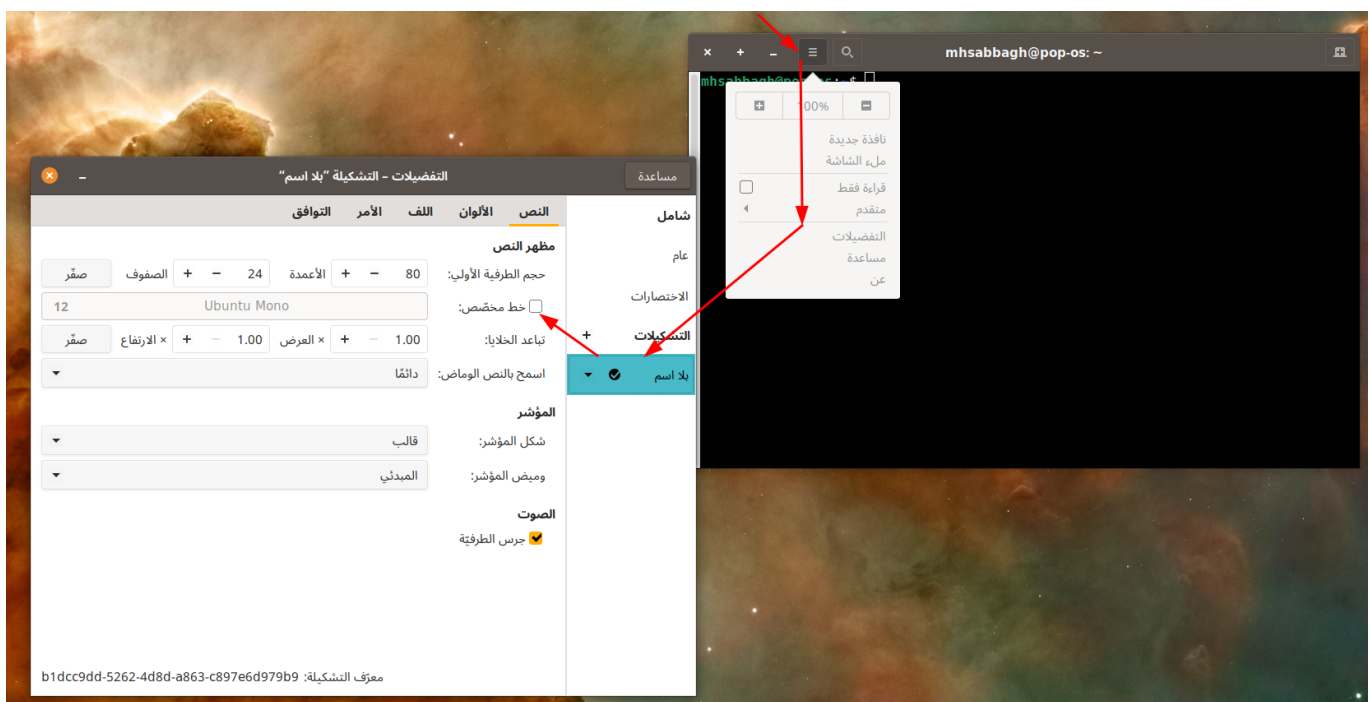 mhsabbagh@pop-os: ~
mhsabbagh@pop-os:~$
100%
نافذة جديدة
ملء الشاشة
قراءة فقط
متقدم
التفضيلات
مساعدة
عن
مساعدة
التفضيلات – التشكيلة ”بلا اسم“
شامل
عام
الاختصارات
التشكيلات +
بلا اسم
النص الألوان اللف الأمر التوافق
مظهر النص
حجم الطرفية الأولي: 80 − + الأعمدة 24 − + الصفوف صفّر
خط مخصّص: Ubuntu Mono 12
تباعد الخلايا: 1.00 − + × العرض 1.00 − + × الارتفاع صفّر
اسمح بالنص الوماض: دائمًا
المؤشر
شكل المؤشر: قالب
وميض المؤشر: المبدئي
الصوت
جرس الطرفيّة
معرّف التشكيلة: b1dcc9dd-5262-4d8d-a863-c897e6d979b9